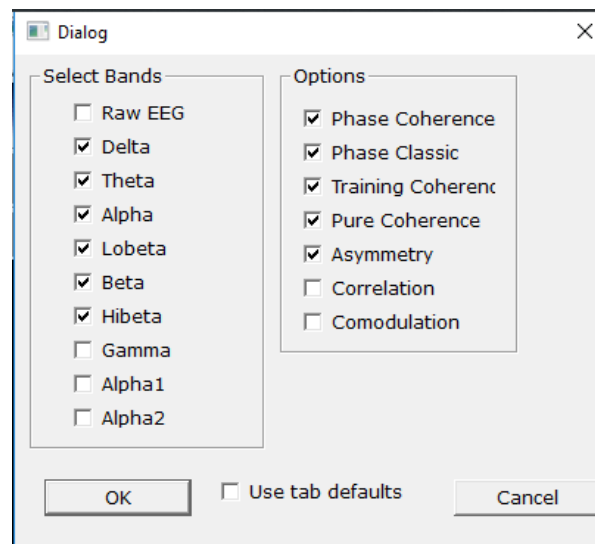 Dialog
Select Bands
Raw EEG
Delta
Theta
Alpha
Lobeta
Beta
Hibeta
Gamma
Alpha1
Alpha2
Options
Phase Coherence
Phase Classic
Training Coherenc
Pure Coherence
Asymmetry
Correlation
Comodulation
OK
Use tab defaults
Cancel